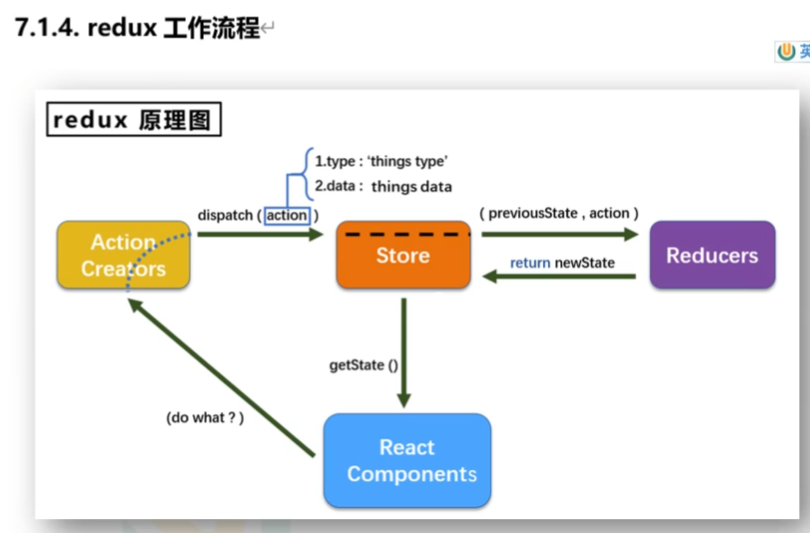 7.1.4. redux 工作流程
英
redux 原理图
1.type : ‘things type’
2.data : things data
dispatch ( action )
( previousState , action )
Action
Creators
Store
Reducers
return newState
getState ()
(do what ? )
React
Components